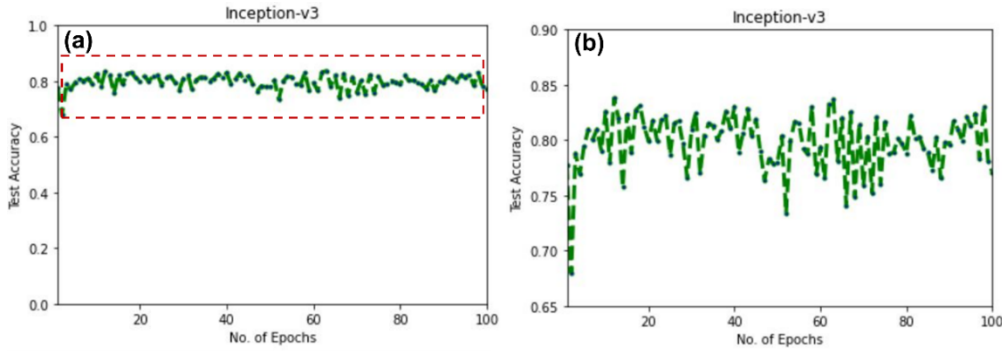 Inception-v3
(a)
1.0
0.8
0.6
0.4
0.2
0.0
Test Accuracy
20 40 60 80 100
No. of Epochs
Inception-v3
(b)
0.90
0.85
0.80
0.75
0.70
0.65
Test Accuracy
20 40 60 80 100
No. of Epochs